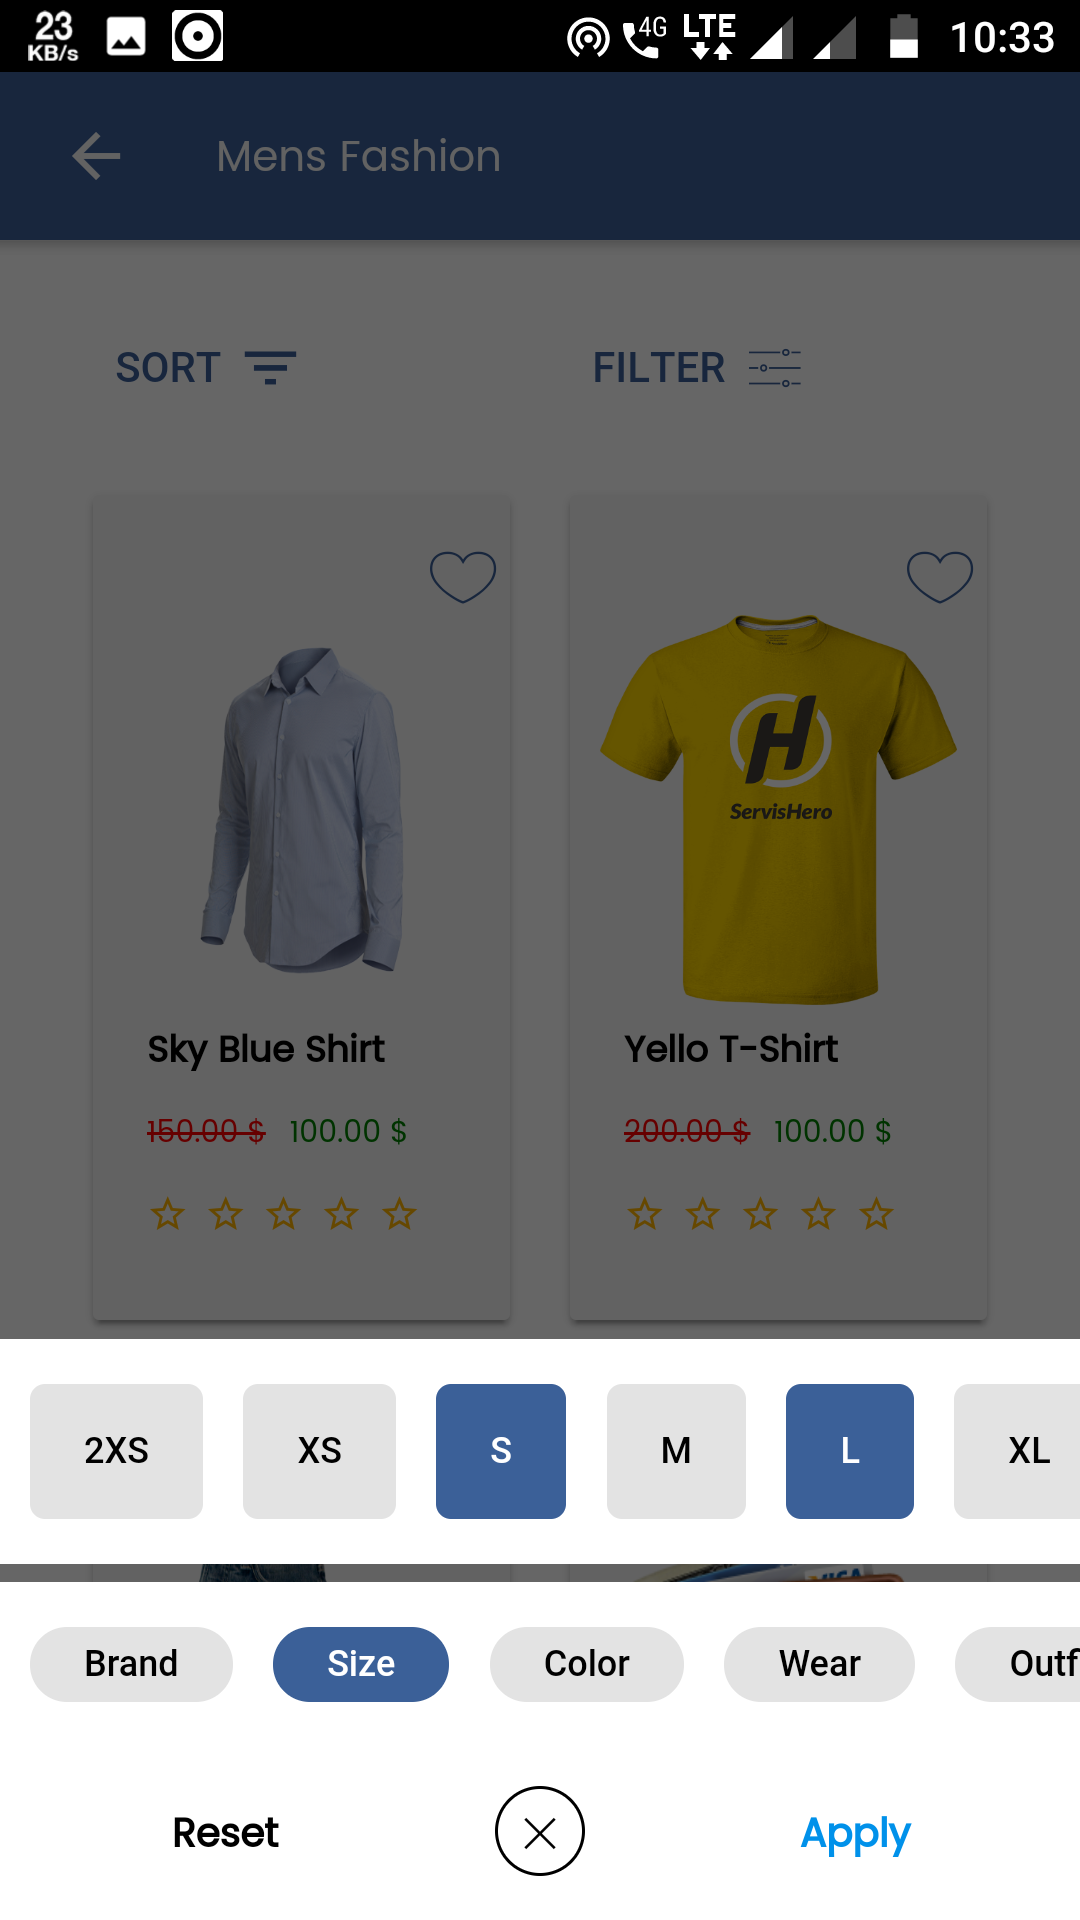 23
KB/s
4G
LTE
10:33
Mens Fashion
SORT
FILTER
H
ServisHero
Sky Blue Shirt
Yello T-Shirt
150.00 $ 100.00 $
200.00 $ 100.00 $
2XS
XS
S
M
L
XL
Brand
Size
Color
Wear
Outf
Reset
Apply